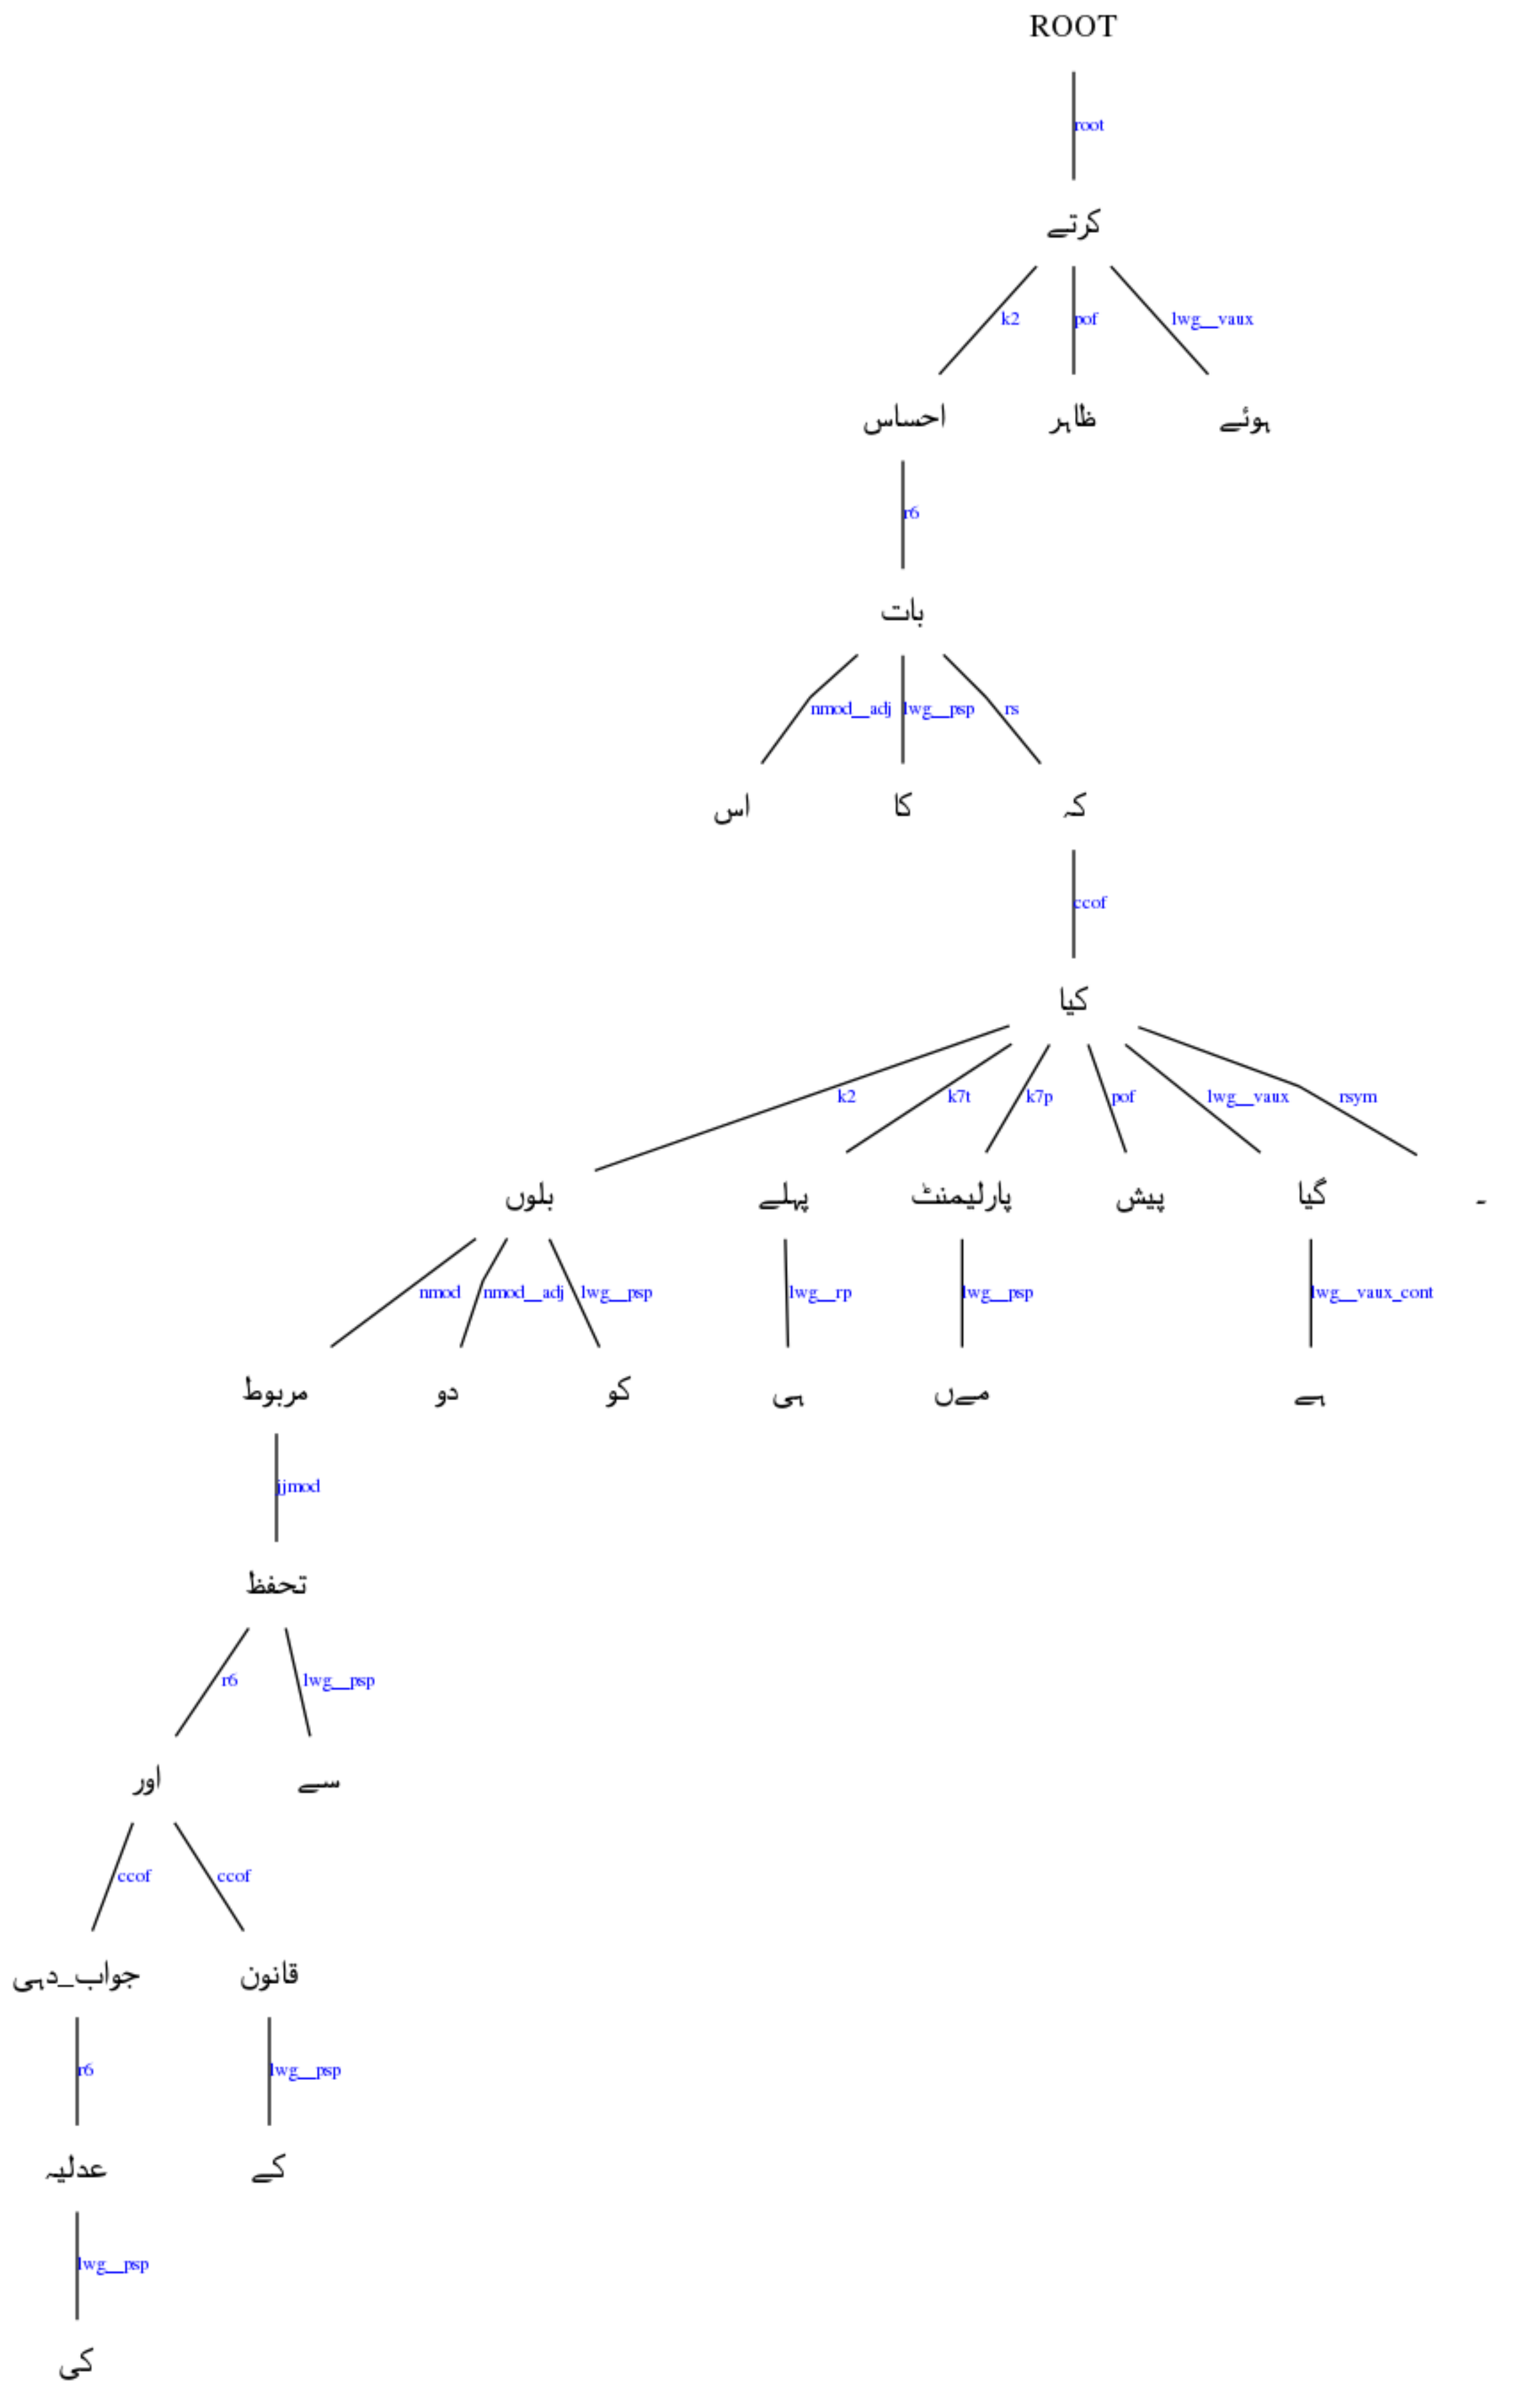 ROOT
root
کرتے
k2 pof lwg__vaux
احساس ظاہر ہوئے
r6
بات
nmod__adj lwg__psp rs
اس کا کہ
ccof
کیا
k2 k7t k7p pof lwg__vaux rsym
بلوں پہلے پارلیمنٹ پیش گیا ۔
nmod nmod__adj lwg__psp lwg__rp lwg__psp lwg__vaux_cont
مربوط دو کو ہی مےں ہے
jjmod
تحفظ
r6 lwg__psp
اور سے
ccof ccof
جواب_دہی قانون
r6 lwg__psp
عدلیہ کے
lwg__psp
کی